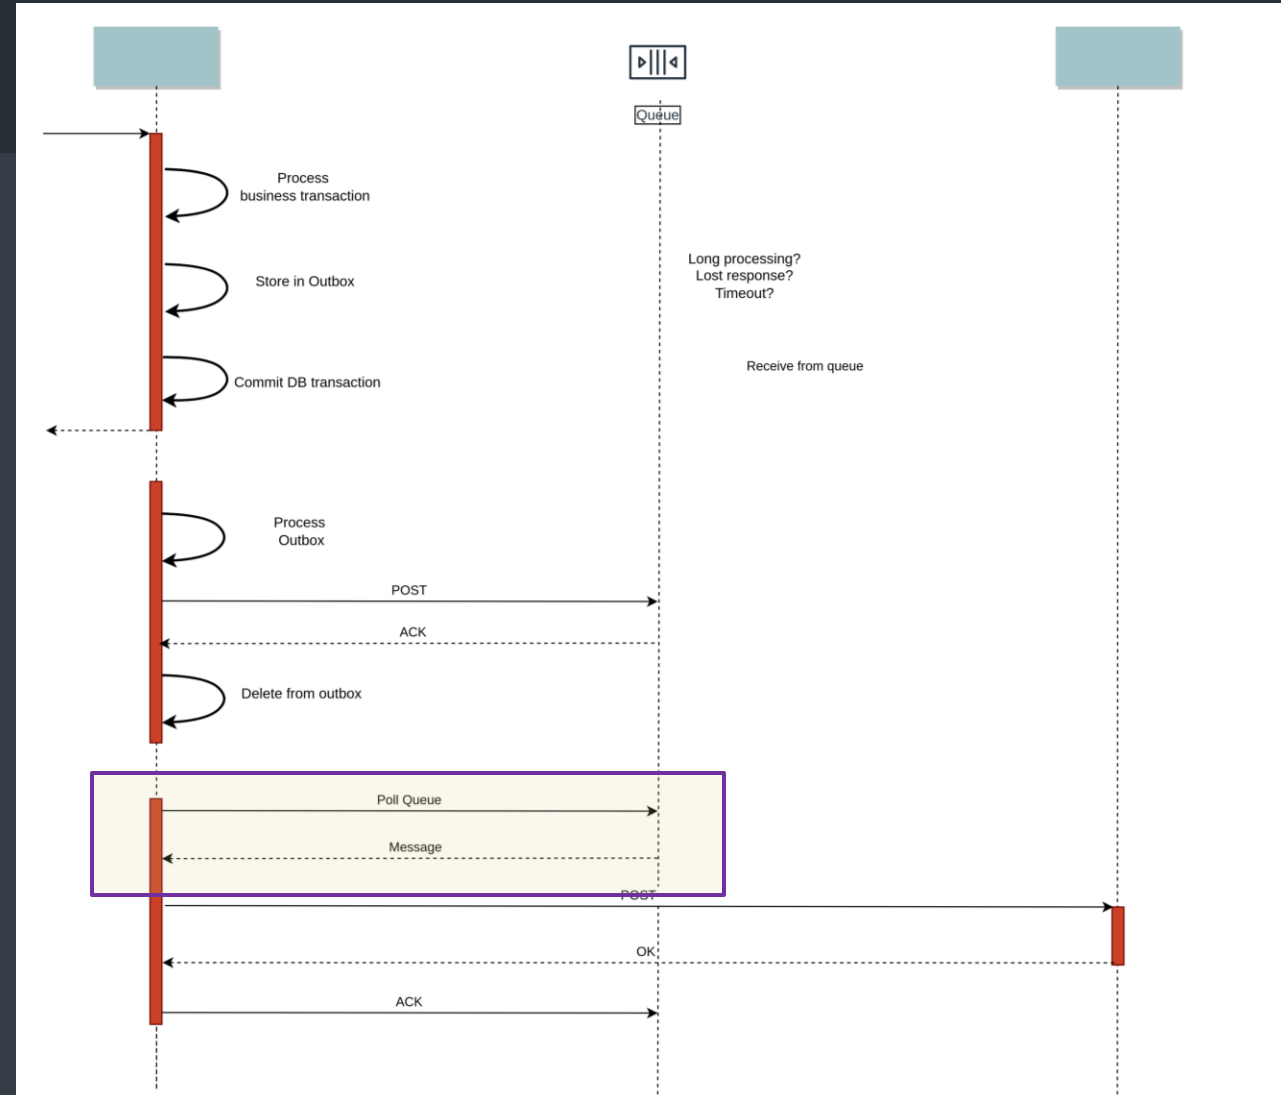 Queue
Process
business transaction
Long processing?
Lost response?
Timeout?
Store in Outbox
Receive from queue
Commit DB transaction
Process
Outbox
POST
ACK
Delete from outbox
Poll Queue
Message
POST
OK
ACK